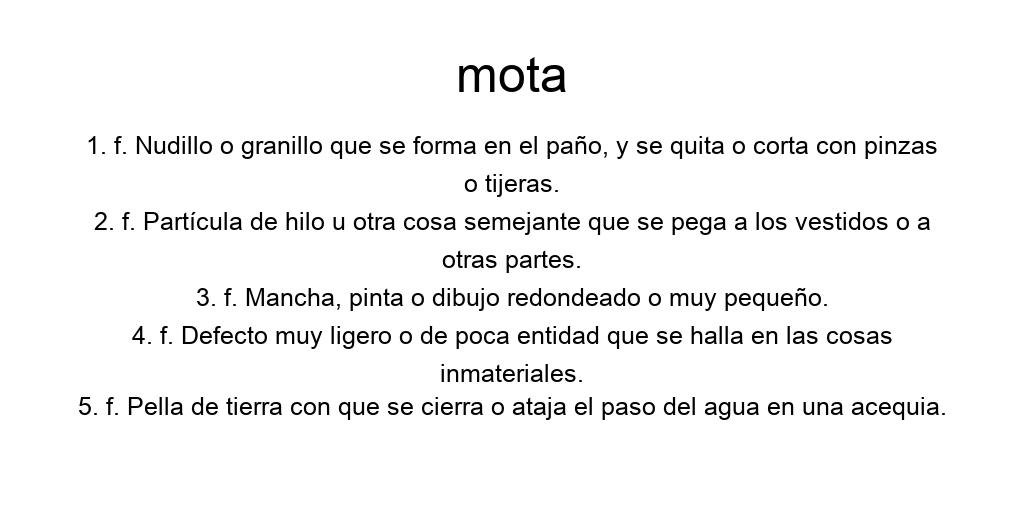 mota
1. f. Nudillo o granillo que se forma en el paño, y se quita o corta con pinzas
o tijeras.
2. f. Partícula de hilo u otra cosa semejante que se pega a los vestidos o a
otras partes.
3. f. Mancha, pinta o dibujo redondeado o muy pequeño.
4. f. Defecto muy ligero o de poca entidad que se halla en las cosas
inmateriales.
5. f. Pella de tierra con que se cierra o ataja el paso del agua en una acequia.